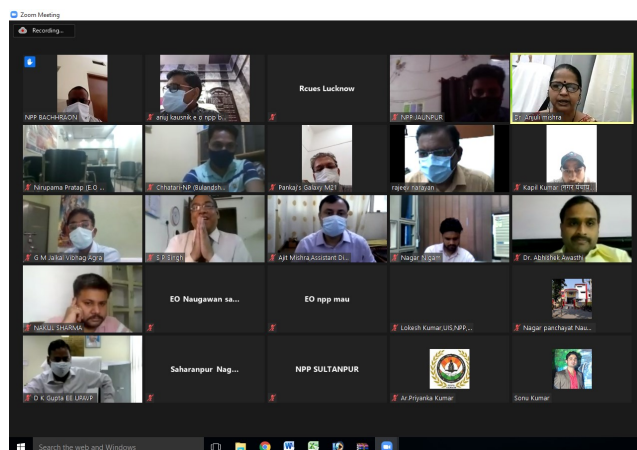 Zoom Meeting
Recording...
NPP BACHHRAON
anuj kausnik e o npp b...
Rcues Lucknow
NPP JAUNPUR
Dr. Anjuli mishra
Nirupama Pratap (E.O ...
Chhatari-NP (Bulandsh...
Pankaj's Galaxy M21
rajeev narayan
Kapil Kumar (नगर पंचाय...
G M Jalkal Vibhag Agra
S P Singh
Ajit Mishra,Assistant Di...
Nagar Nigam
Dr. Abhishek Awasthi
NAKUL SHARMA
EO Naugawan sa...
EO npp mau
Lokesh Kumar,UIS,NPP,...
Nagar panchayat Nau...
D K Gupta EE UPAVP
Saharanpur Nag...
NPP SULTANPUR
Ar.Priyanka Kumar
Sonu Kumar
Search the web and Windows